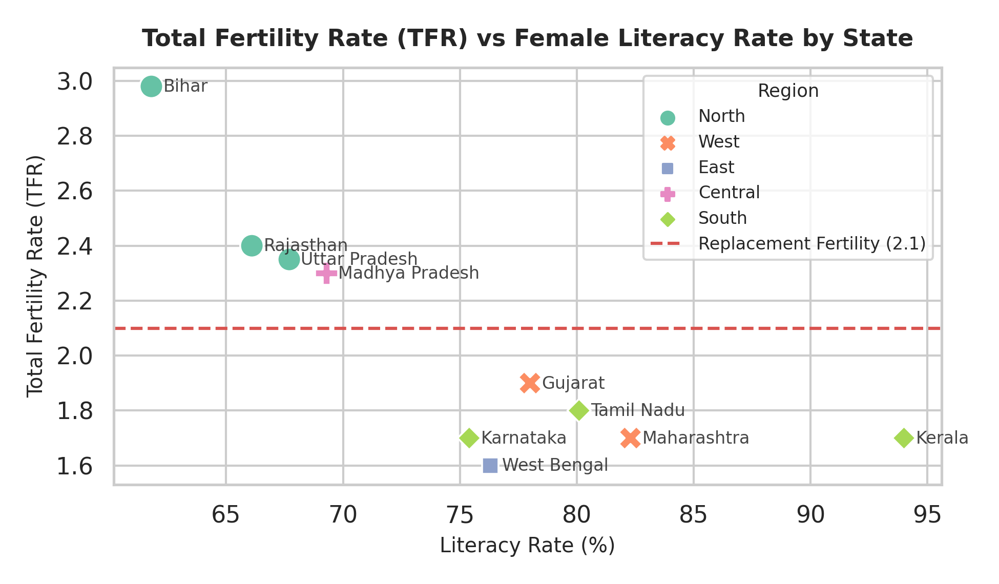 Total Fertility Rate (TFR) vs Female Literacy Rate by State
Total Fertility Rate (TFR)
3.0
2.8
2.6
2.4
2.2
2.0
1.8
1.6
Bihar
Rajasthan
Uttar Pradesh
Madhya Pradesh
Gujarat
Tamil Nadu
Karnataka
Maharashtra
Kerala
West Bengal
Region
North
West
East
Central
South
Replacement Fertility (2.1)
65 70 75 80 85 90 95
Literacy Rate (%)